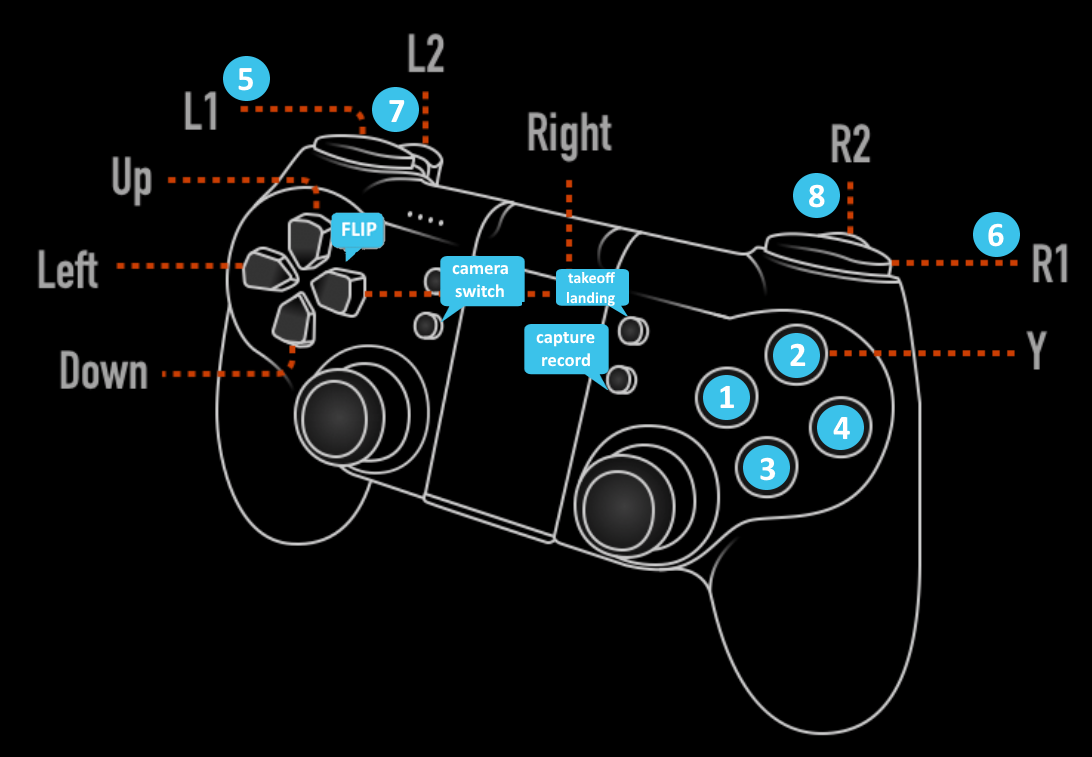 L2
5
L1
7
Right
R2
Up
8
FLIP
6
Left
R1
camera
switch
takeoff
landing
capture
record
2
Y
Down
1
4
3